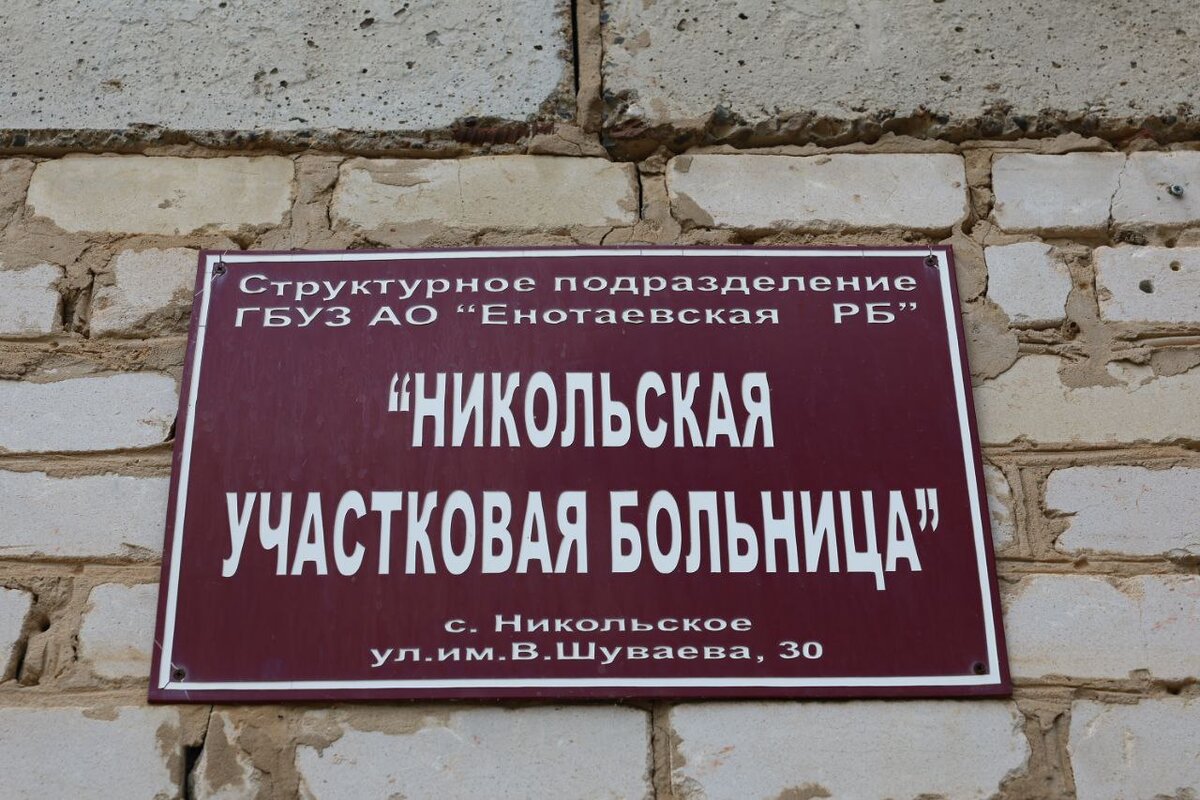 Структурное подразделение
ГБУЗ АО “Енотаевская РБ”
“НИКОЛЬСКАЯ
УЧАСТКОВАЯ БОЛЬНИЦА”
с. Никольское
ул.им.В.Шуваева, 30